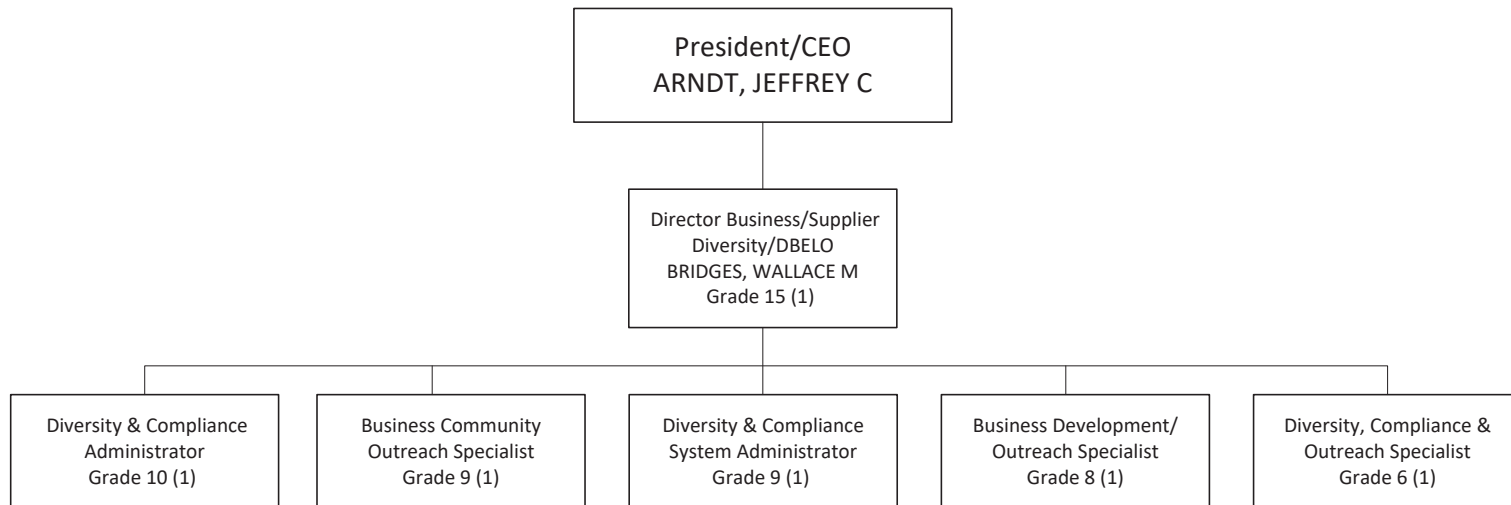 President/CEO
ARNDT, JEFFREY C
Director Business/Supplier
Diversity/DBELO
BRIDGES, WALLACE M
Grade 15 (1)
Diversity & Compliance
Administrator
Grade 10 (1)
Business Community
Outreach Specialist
Grade 9 (1)
Diversity & Compliance
System Administrator
Grade 9 (1)
Business Development/
Outreach Specialist
Grade 8 (1)
Diversity, Compliance &
Outreach Specialist
Grade 6 (1)